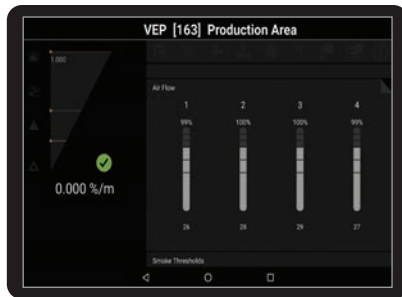 VEP [163] Production Area
1.000
Air Flow
1 2 3 4
99% 100% 100% 99%
0.000 %/m
26 28 29 27
Smoke Thresholds